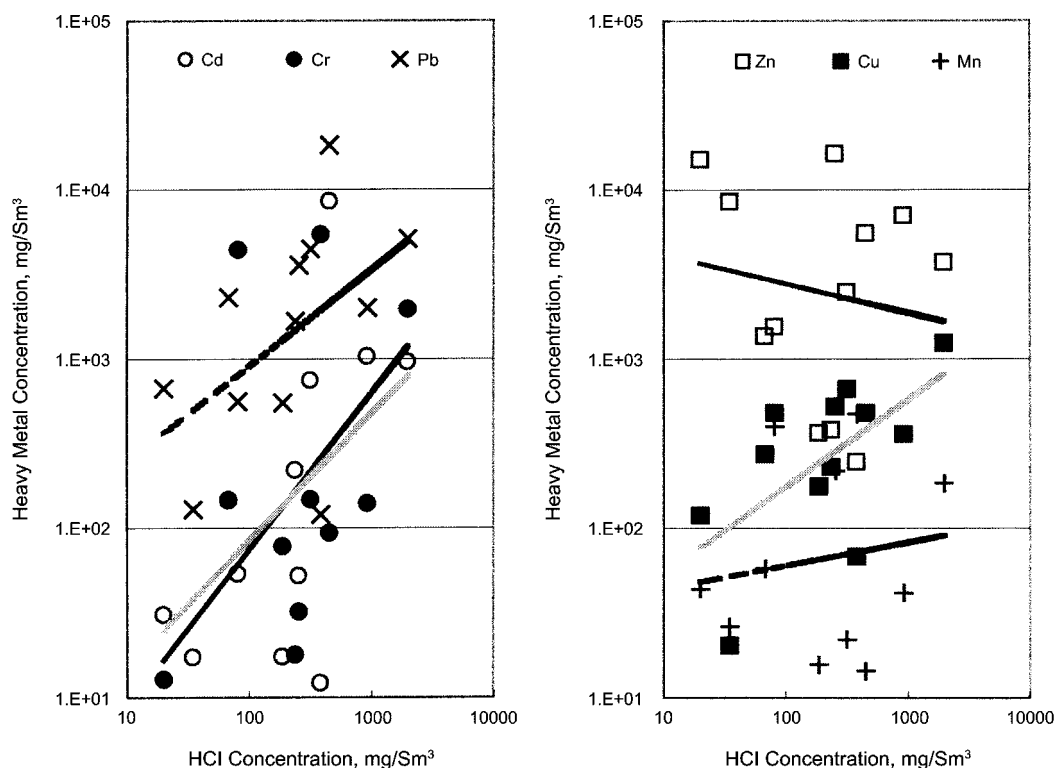 1.E+05
Cd Cr Pb
1.E+04
1.E+03
1.E+02
1.E+01
10 100 1000 10000
HCl Concentration, mg/Sm³
Heavy Metal Concentration, mg/Sm³
1.E+05
Zn Cu Mn
1.E+04
1.E+03
1.E+02
1.E+01
10 100 1000 10000
HCl Concentration, mg/Sm³
Heavy Metal Concentration, mg/Sm³